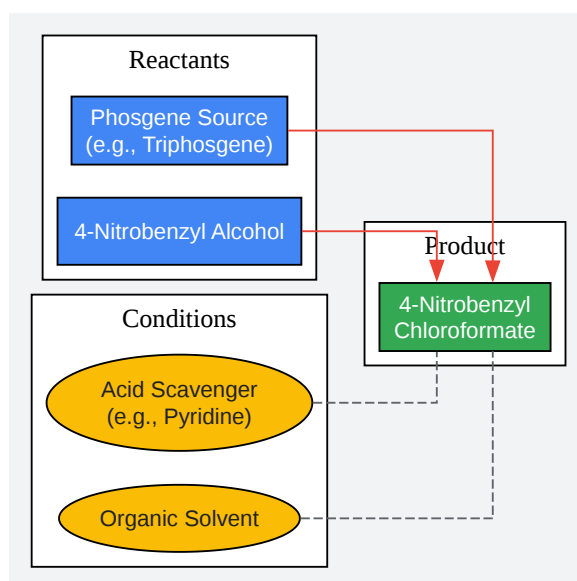 Reactants
Phosgene Source
(e.g., Triphosgene)
4-Nitrobenzyl Alcohol
Product
4-Nitrobenzyl
Chloroformate
Conditions
Acid Scavenger
(e.g., Pyridine)
Organic Solvent